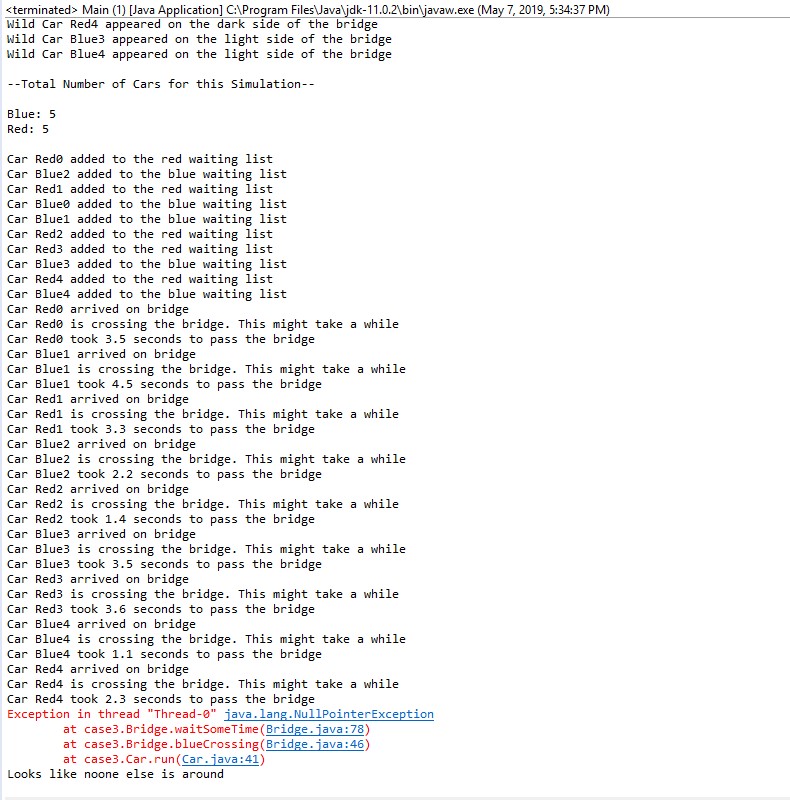 <terminated> Main (1) [Java Application] C:\Program Files\Java\jdk-11.0.2\bin\javaw.exe (May 7, 2019, 5:34:37 PM)
Wild Car Red4 appeared on the dark side of the bridge
Wild Car Blue3 appeared on the light side of the bridge
Wild Car Blue4 appeared on the light side of the bridge
--Total Number of Cars for this Simulation--
Blue: 5
Red: 5
Car Red0 added to the red waiting list
Car Blue2 added to the blue waiting list
Car Red1 added to the red waiting list
Car Blue0 added to the blue waiting list
Car Blue1 added to the blue waiting list
Car Red2 added to the red waiting list
Car Red3 added to the red waiting list
Car Blue3 added to the blue waiting list
Car Red4 added to the red waiting list
Car Blue4 added to the blue waiting list
Car Red0 arrived on bridge
Car Red0 is crossing the bridge. This might take a while
Car Red0 took 3.5 seconds to pass the bridge
Car Blue1 arrived on bridge
Car Blue1 is crossing the bridge. This might take a while
Car Blue1 took 4.5 seconds to pass the bridge
Car Red1 arrived on bridge
Car Red1 is crossing the bridge. This might take a while
Car Red1 took 3.3 seconds to pass the bridge
Car Blue2 arrived on bridge
Car Blue2 is crossing the bridge. This might take a while
Car Blue2 took 2.2 seconds to pass the bridge
Car Red2 arrived on bridge
Car Red2 is crossing the bridge. This might take a while
Car Red2 took 1.4 seconds to pass the bridge
Car Blue3 arrived on bridge
Car Blue3 is crossing the bridge. This might take a while
Car Blue3 took 3.5 seconds to pass the bridge
Car Red3 arrived on bridge
Car Red3 is crossing the bridge. This might take a while
Car Red3 took 3.6 seconds to pass the bridge
Car Blue4 arrived on bridge
Car Blue4 is crossing the bridge. This might take a while
Car Blue4 took 1.1 seconds to pass the bridge
Car Red4 arrived on bridge
Car Red4 is crossing the bridge. This might take a while
Car Red4 took 2.3 seconds to pass the bridge
Exception in thread "Thread-0" java.lang.NullPointerException
at case3.Bridge.waitSomeTime(Bridge.java:78)
at case3.Bridge.blueCrossing(Bridge.java:46)
at case3.Car.run(Car.java:41)
Looks like noone else is around